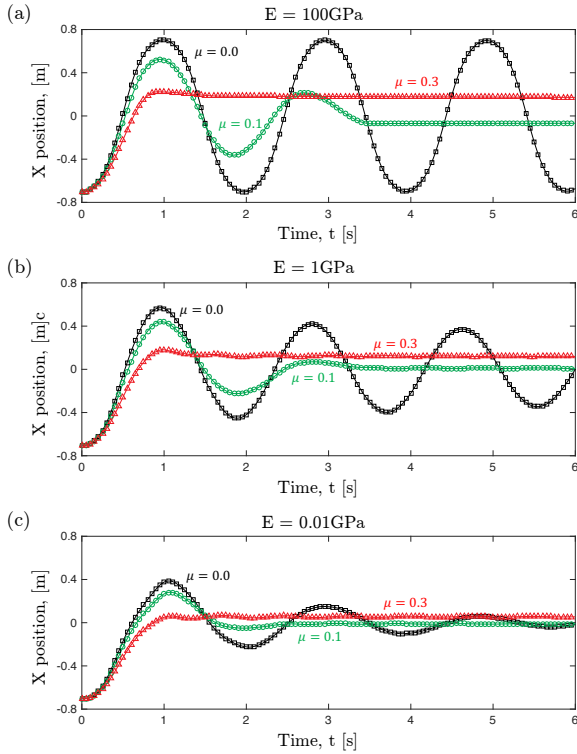 (a)
E = 100GPa
X position, [m]
0.8
0.4
0
-0.4
-0.8
μ = 0.0
μ = 0.1
μ = 0.3
0 1 2 3 4 5 6
Time, t [s]
(b)
E = 1GPa
X position, [m]c
0.8
0.4
0
-0.4
-0.8
μ = 0.0
μ = 0.3
μ = 0.1
0 1 2 3 4 5 6
Time, t [s]
(c)
E = 0.01GPa
X position, [m]
0.8
0.4
0
-0.4
-0.8
μ = 0.0
μ = 0.3
μ = 0.1
0 1 2 3 4 5 6
Time, t [s]